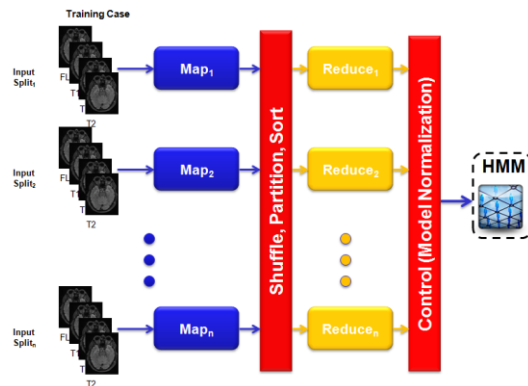 Training Case
Input
Split1
FL
T1
T2
Map1
Reduce1
Input
Split2
FL
T2
Map2
Reduce2
Shuffle, Partition, Sort
Control (Model Normalization)
HMM
Input
Splitn
FL
T1
T2
Mapn
Reducen